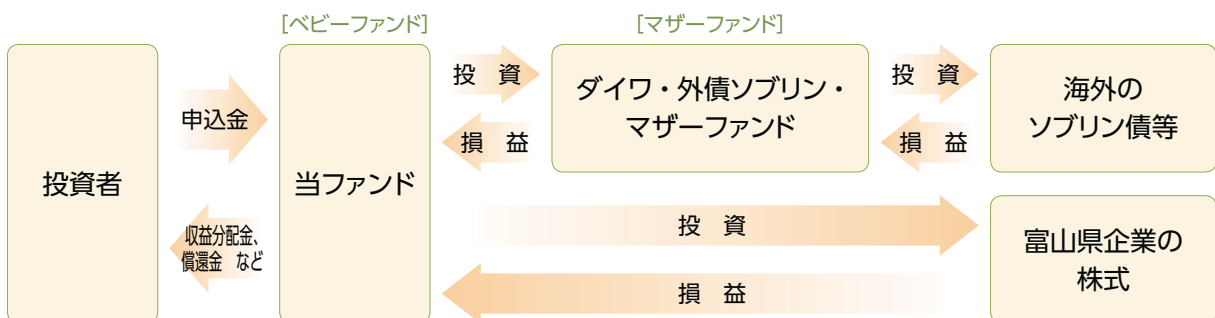 [ベビーファンド]
[マザーファンド]
投資者
申込金
収益分配金、
償還金 など
当ファンド
投 資
損 益
ダイワ・外債ソブリン・
マザーファンド
投 資
損 益
海外の
ソブリン債等
投 資
損 益
富山県企業の
株式